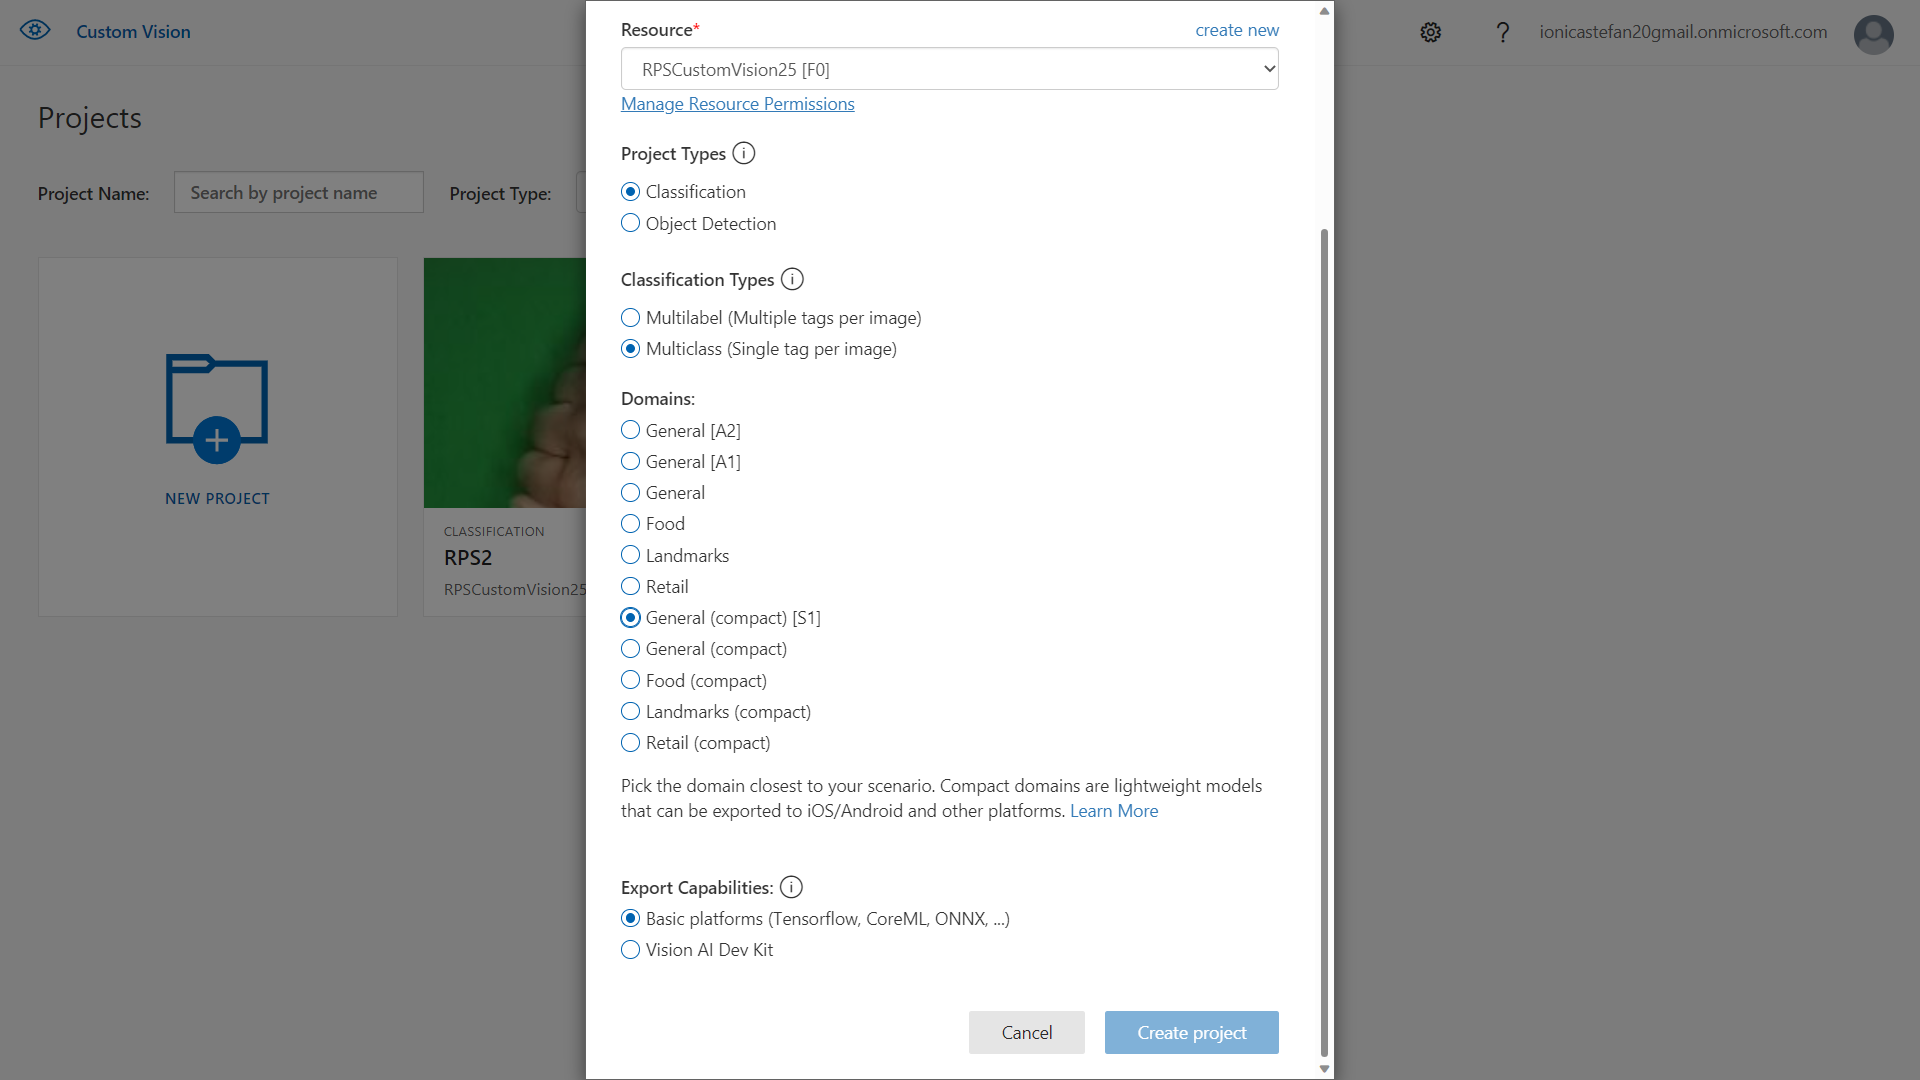 Custom Vision
ionicastefan20gmail.onmicrosoft.com
Projects
Project Name:
Search by project name
Project Type:
NEW PROJECT
CLASSIFICATION
RPS2
RPSCustomVision25
Resource*
create new
RPSCustomVision25 [F0]
Manage Resource Permissions
Project Types
Classification
Object Detection
Classification Types
Multilabel (Multiple tags per image)
Multiclass (Single tag per image)
Domains:
General [A2]
General [A1]
General
Food
Landmarks
Retail
General (compact) [S1]
General (compact)
Food (compact)
Landmarks (compact)
Retail (compact)
Pick the domain closest to your scenario. Compact domains are lightweight models
that can be exported to iOS/Android and other platforms. Learn More
Export Capabilities:
Basic platforms (Tensorflow, CoreML, ONNX, ...)
Vision AI Dev Kit
Cancel
Create project